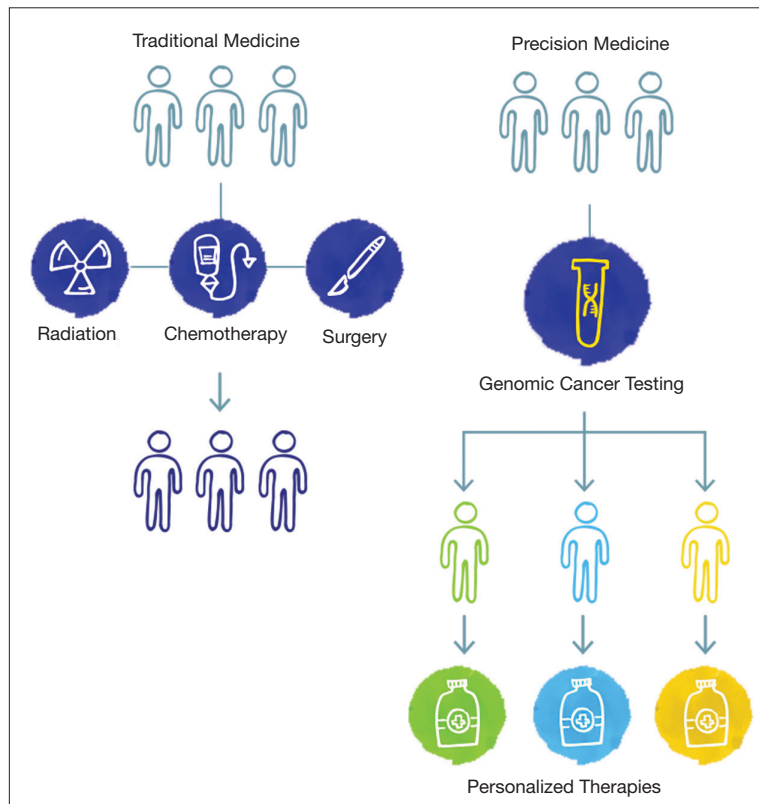 Traditional Medicine
Precision Medicine
Radiation
Chemotherapy
Surgery
Genomic Cancer Testing
Personalized Therapies